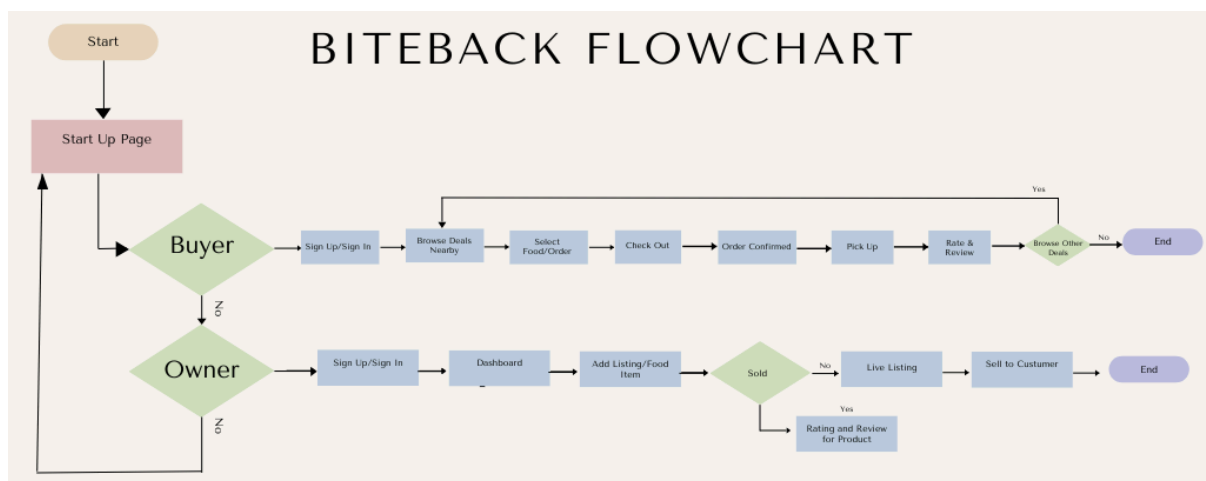 BITEBACK FLOWCHART
Start
Start Up Page
Yes
Buyer
Sign Up/Sign In
Browse Deals
Nearby
Select
Food/Order
Check Out
Order Confirmed
Pick Up
Rate &
Review
Browse Other
Deals
No
End
No
Owner
Sign Up/Sign In
Dashboard
Add Listing/Food
Item
Sold
No
Live Listing
Sell to Custumer
End
Yes
Rating and Review
for Product
No